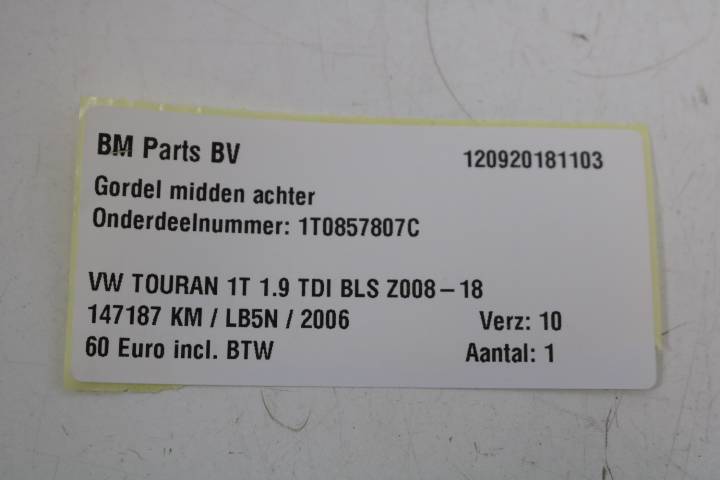 BM Parts BV 120920181103
Gordel midden achter
Onderdeelnummer: 1T0857807C
VW TOURAN 1T 1.9 TDI BLS Z008-18
147187 KM / LB5N / 2006 Verz: 10
60 Euro incl. BTW Aantal: 1